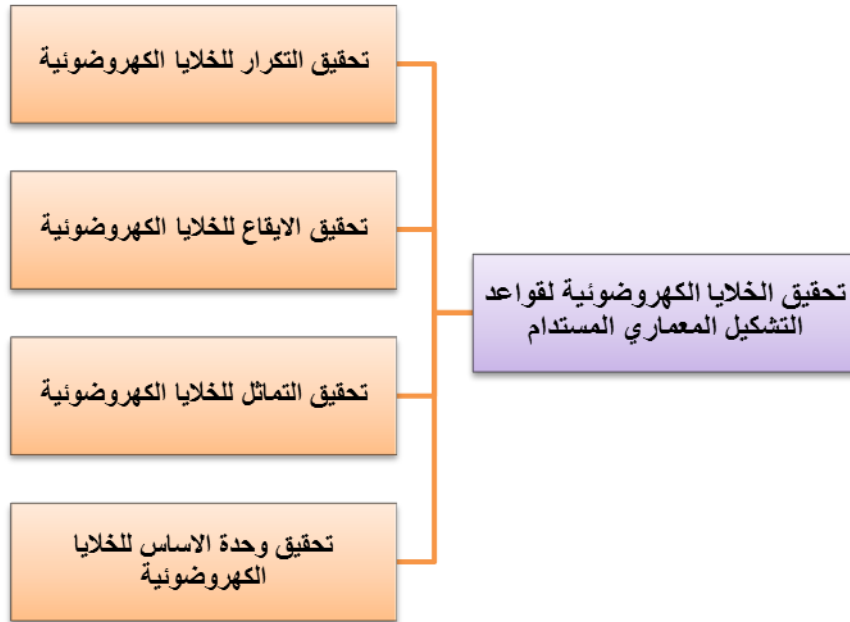 تحقيق الخلايا الكهروضوئية لقواعد
التشكيل المعماري المستدام
تحقيق التكرار للخلايا الكهروضوئية
تحقيق الايقاع للخلايا الكهروضوئية
تحقيق التماثل للخلايا الكهروضوئية
تحقيق وحدة الاساس للخلايا
الكهروضوئية